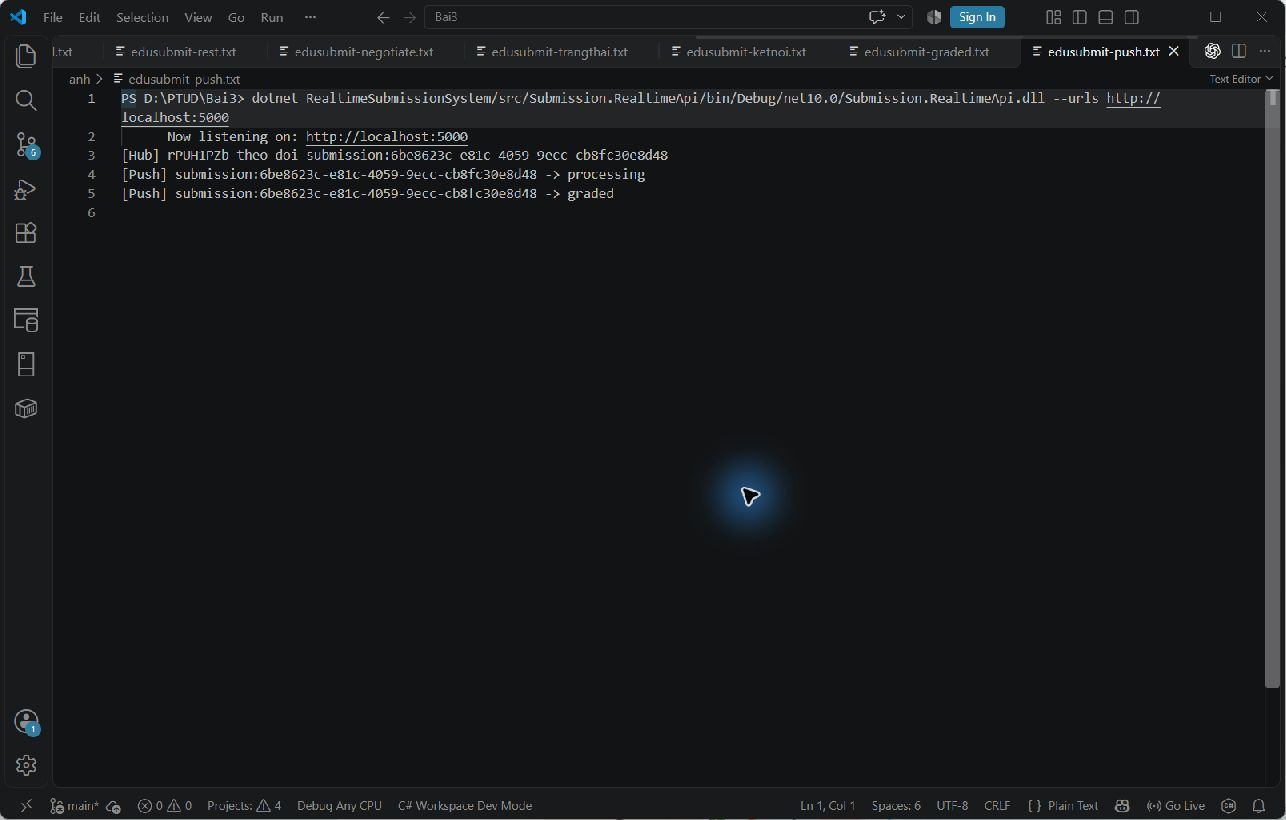 File Edit Selection View Go Run ··· Bai3 Sign In
l.txt edusubmit-rest.txt edusubmit-negotiate.txt edusubmit-trangthai.txt edusubmit-ketnoi.txt edusubmit-graded.txt edusubmit-push.txt
anh > edusubmit-push.txt Text Editor
1 PS D:\PTUD\Bai3> dotnet RealtimeSubmissionSystem/src/Submission.RealtimeApi/bin/Debug/net10.0/Submission.RealtimeApi.dll --urls http://
localhost:5000
2 Now listening on: http://localhost:5000
3 [Hub] rPUH1PZb theo doi submission:6be8623c-e81c-4059-9ecc-cb8fc30e8d48
4 [Push] submission:6be8623c-e81c-4059-9ecc-cb8fc30e8d48 -> processing
5 [Push] submission:6be8623c-e81c-4059-9ecc-cb8fc30e8d48 -> graded
6
5
1
main* 0 0 Projects: 4 Debug Any CPU C# Workspace Dev Mode Ln 1, Col 1 Spaces: 6 UTF-8 CRLF {} Plain Text Go Live